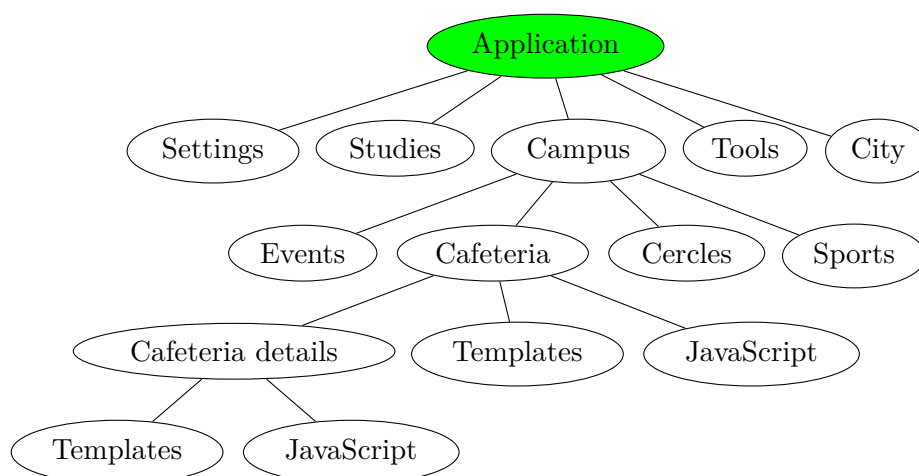 Application
Settings
Studies
Campus
Tools
City
Events
Cafeteria
Cercles
Sports
Cafeteria details
Templates
JavaScript
Templates
JavaScript